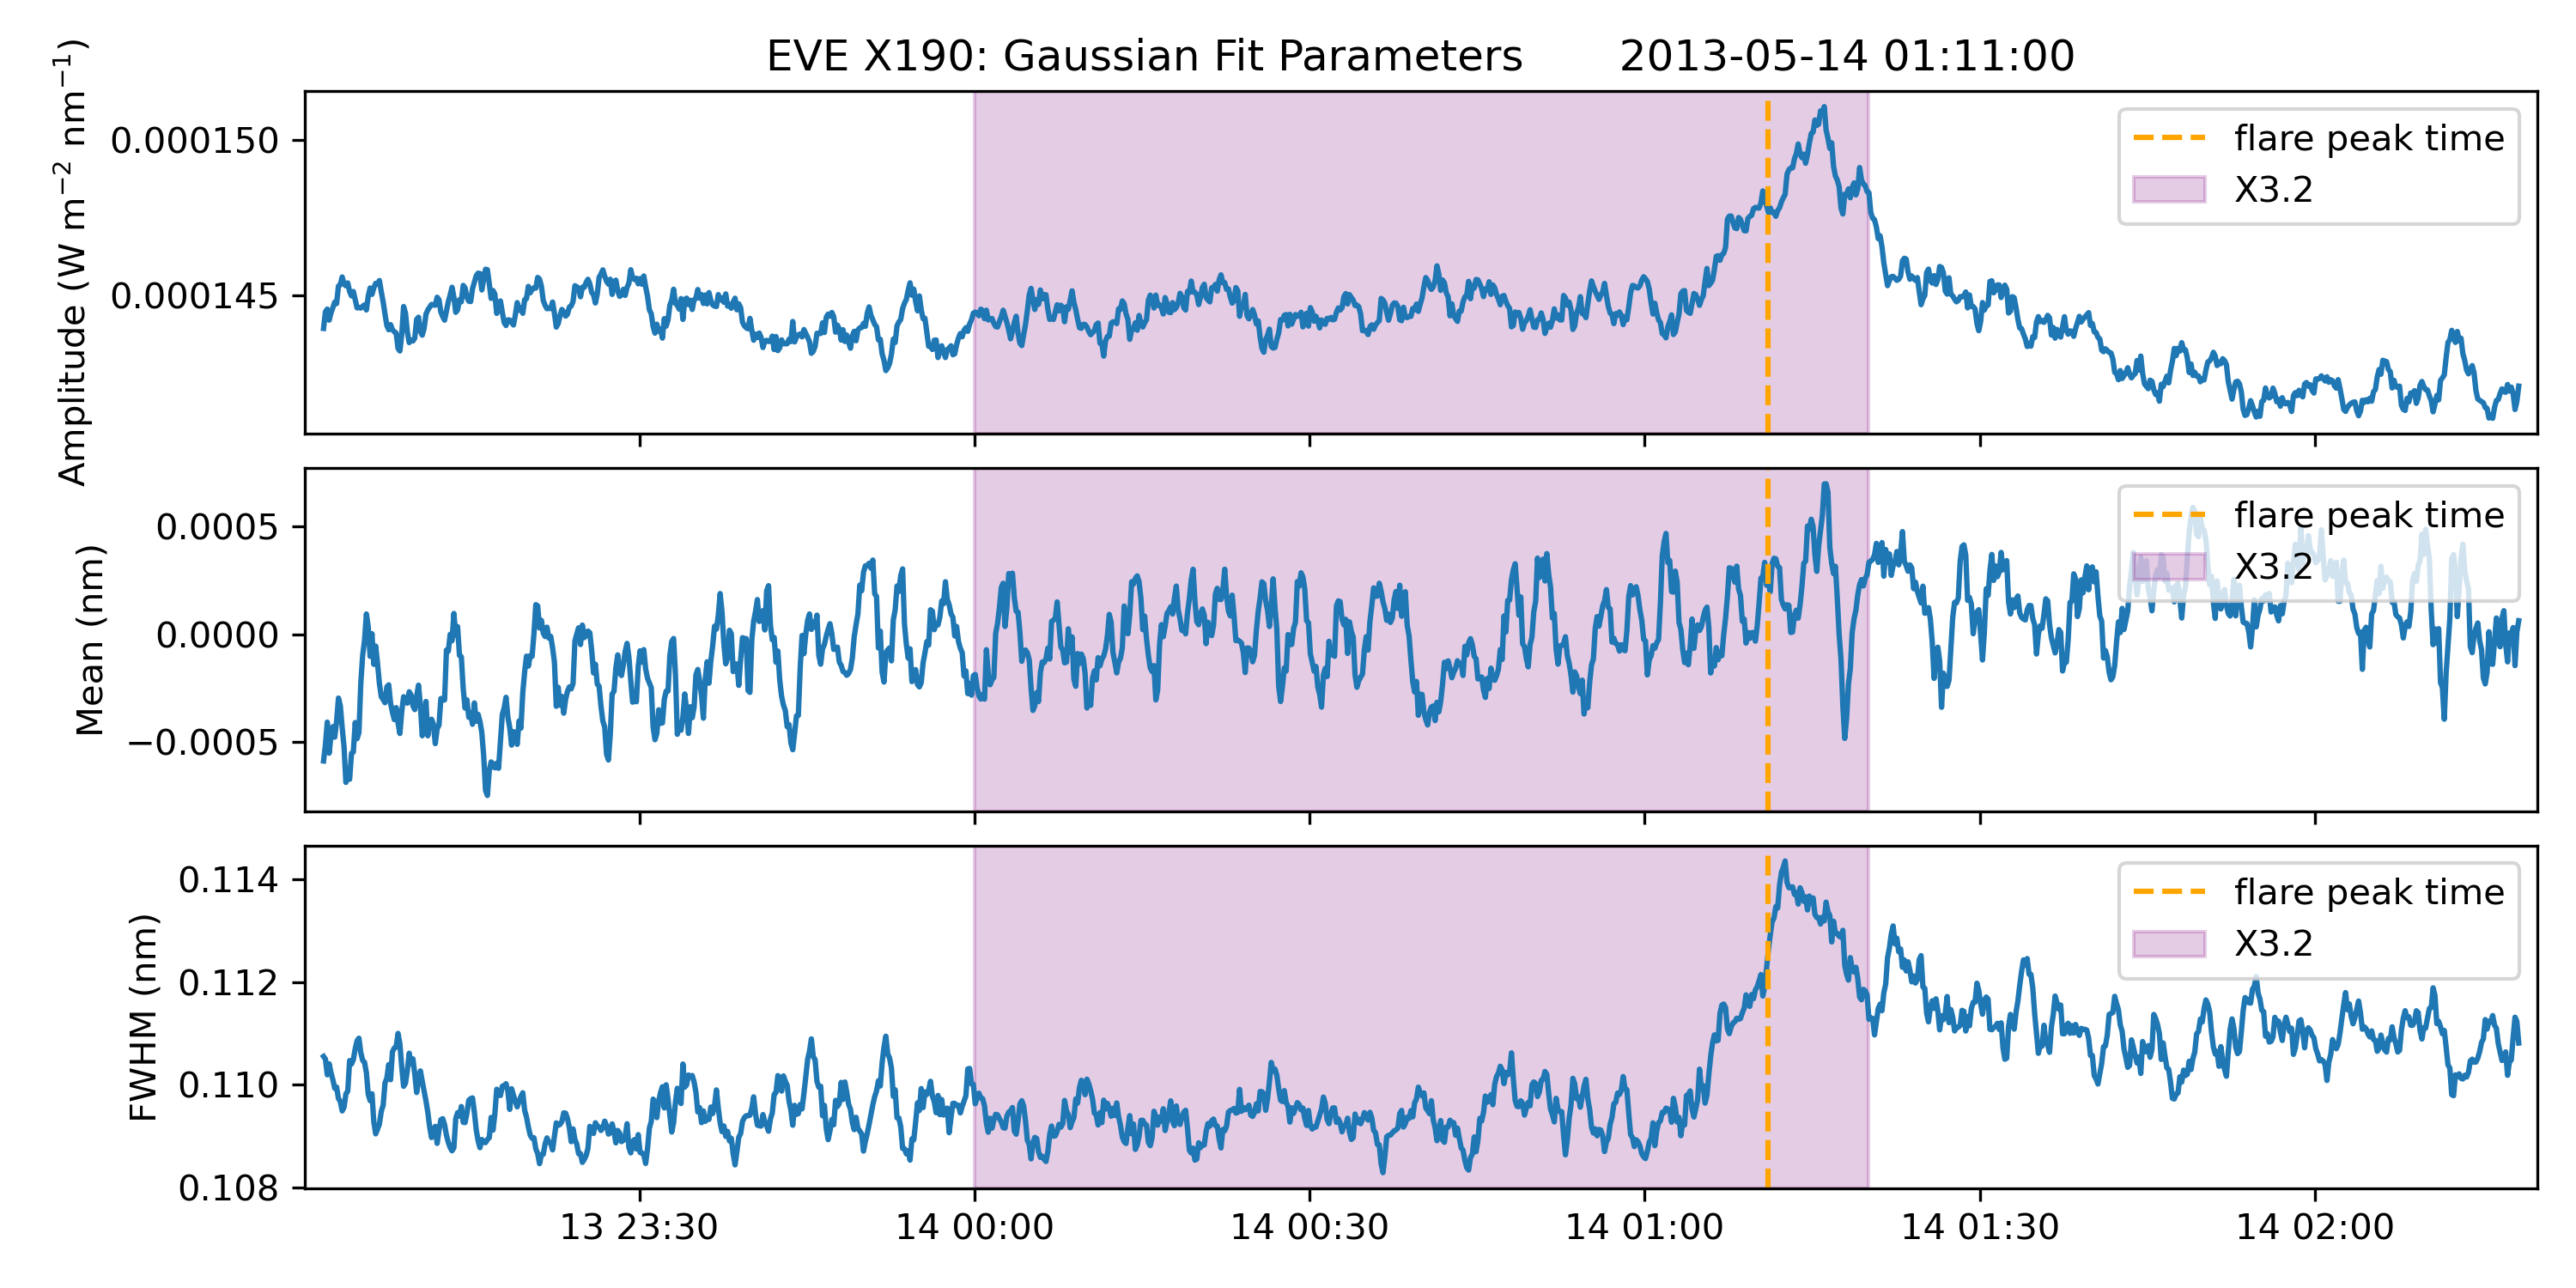 EVE X190: Gaussian Fit Parameters 2013-05-14 01:11:00
Amplitude (W m⁻² nm⁻¹)
0.000150
0.000145
flare peak time
X3.2
Mean (nm)
0.0005
0.0000
−0.0005
flare peak time
X3.2
FWHM (nm)
0.114
0.112
0.110
0.108
flare peak time
X3.2
13 23:30 14 00:00 14 00:30 14 01:00 14 01:30 14 02:00